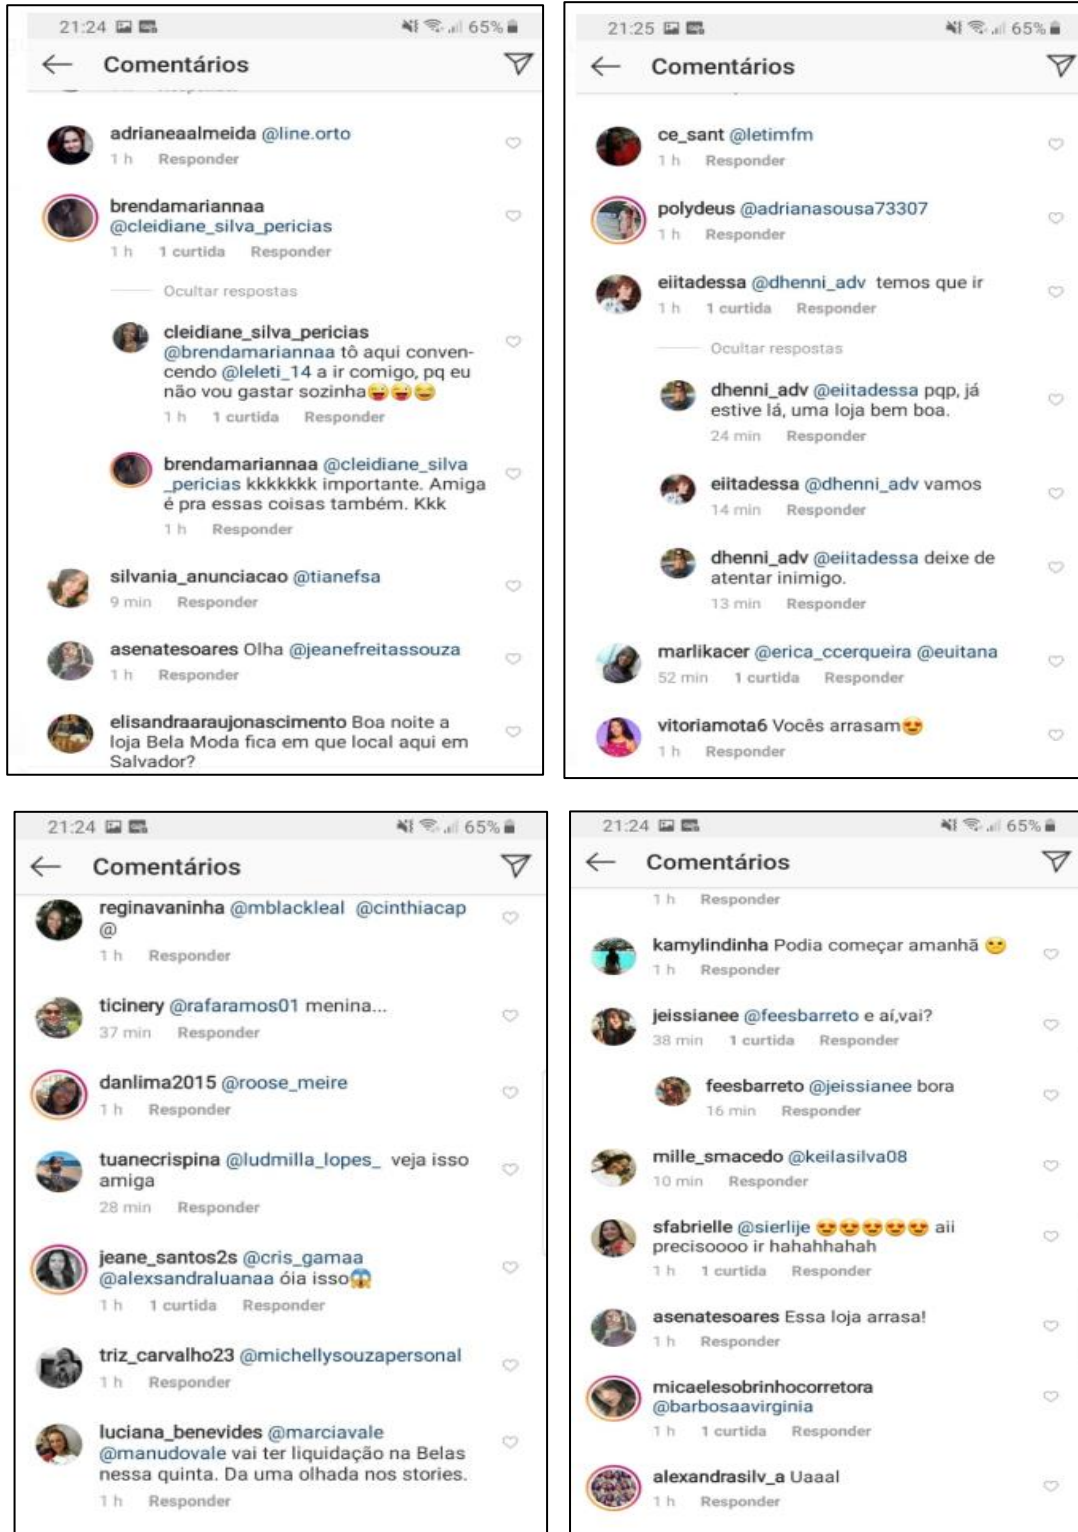 21:24 65%
Comentários
adrianeaalmeida @line.orto
1 h Responder
brendamariannaa
@cleidiane_silva_pericias
1 h 1 curtida Responder
Ocultar respostas
cleidiane_silva_pericias
@brendamariannaa tô aqui conven-
cendo @leleti_14 a ir comigo, pq eu
não vou gastar sozinha😜😜😂
1 h 1 curtida Responder
brendamariannaa @cleidiane_silva
_pericias kkkkkkk importante. Amiga
é pra essas coisas também. Kkk
1 h Responder
silvania_anunciacao @tianefsa
9 min Responder
asenatesoares Olha @jeanefreitassouza
1 h Responder
elisandraaraujonascimento Boa noite a
loja Bela Moda fica em que local aqui em
Salvador?
21:25 65%
Comentários
ce_sant @letimfm
1 h Responder
polydeus @adrianasousa73307
1 h Responder
eiitadessa @dhenni_adv temos que ir
1 h 1 curtida Responder
Ocultar respostas
dhenni_adv @eiitadessa pqp, já
estive lá, uma loja bem boa.
24 min Responder
eiitadessa @dhenni_adv vamos
14 min Responder
dhenni_adv @eiitadessa deixe de
atentar inimigo.
13 min Responder
marlikacer @erica_ccerqueira @euitana
52 min 1 curtida Responder
vitoriamota6 Vocês arrasam😍
1 h Responder
21:24 65%
Comentários
reginavaninha @mblackleal @cinthiacap
@
1 h Responder
ticinery @rafaramos01 menina...
37 min Responder
danlima2015 @roose_meire
1 h Responder
tuanecrispina @ludmilla_lopes_ veja isso
amiga
28 min Responder
jeane_santos2s @cris_gamaa
@alexsandraluanaa óia isso😱
1 h 1 curtida Responder
triz_carvalho23 @michellysouzapersonal
1 h Responder
luciana_benevides @marciavale
@manudovale vai ter liquidação na Belas
nessa quinta. Da uma olhada nos stories.
1 h Responder
21:24 65%
Comentários
1 h Responder
kamylindinha Podia começar amanhã 😕
1 h Responder
jeissianee @feesbarreto e aí,vai?
38 min 1 curtida Responder
feesbarreto @jeissianee bora
16 min Responder
mille_smacedo @keilasilva08
10 min Responder
sfabrielle @sierlije 😍😍😍😍😍 aii
precisoooo ir hahahhahah
1 h 1 curtida Responder
asenatesoares Essa loja arrasa!
1 h Responder
micaelesobrinhocorretora
@barbosaavirginia
1 h 1 curtida Responder
alexandrasilv_a Uaaal
1 h Responder